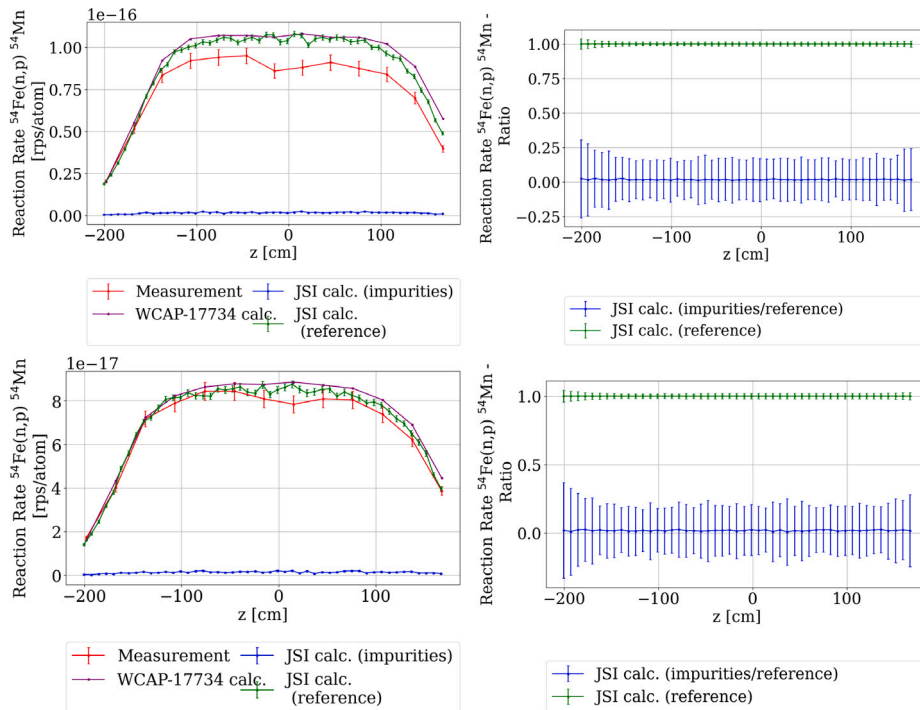 1e−16
Reaction Rate ⁵⁴Fe(n,p) ⁵⁴Mn
[rps/atom]
1.00
0.75
0.50
0.25
0.00
−200
−100
0
100
z [cm]
Measurement
WCAP-17734 calc.
JSI calc. (impurities)
JSI calc.
(reference)
Reaction Rate ⁵⁴Fe(n,p) ⁵⁴Mn -
Ratio
1.00
0.75
0.50
0.25
0.00
−0.25
−200
−100
0
100
z [cm]
JSI calc. (impurities/reference)
JSI calc. (reference)
1e−17
Reaction Rate ⁵⁴Fe(n,p) ⁵⁴Mn
[rps/atom]
8
6
4
2
0
−200
−100
0
100
z [cm]
Measurement
WCAP-17734 calc.
JSI calc. (impurities)
JSI calc.
(reference)
Reaction Rate ⁵⁴Fe(n,p) ⁵⁴Mn -
Ratio
1.0
0.5
0.0
−200
−100
0
100
z [cm]
JSI calc. (impurities/reference)
JSI calc. (reference)